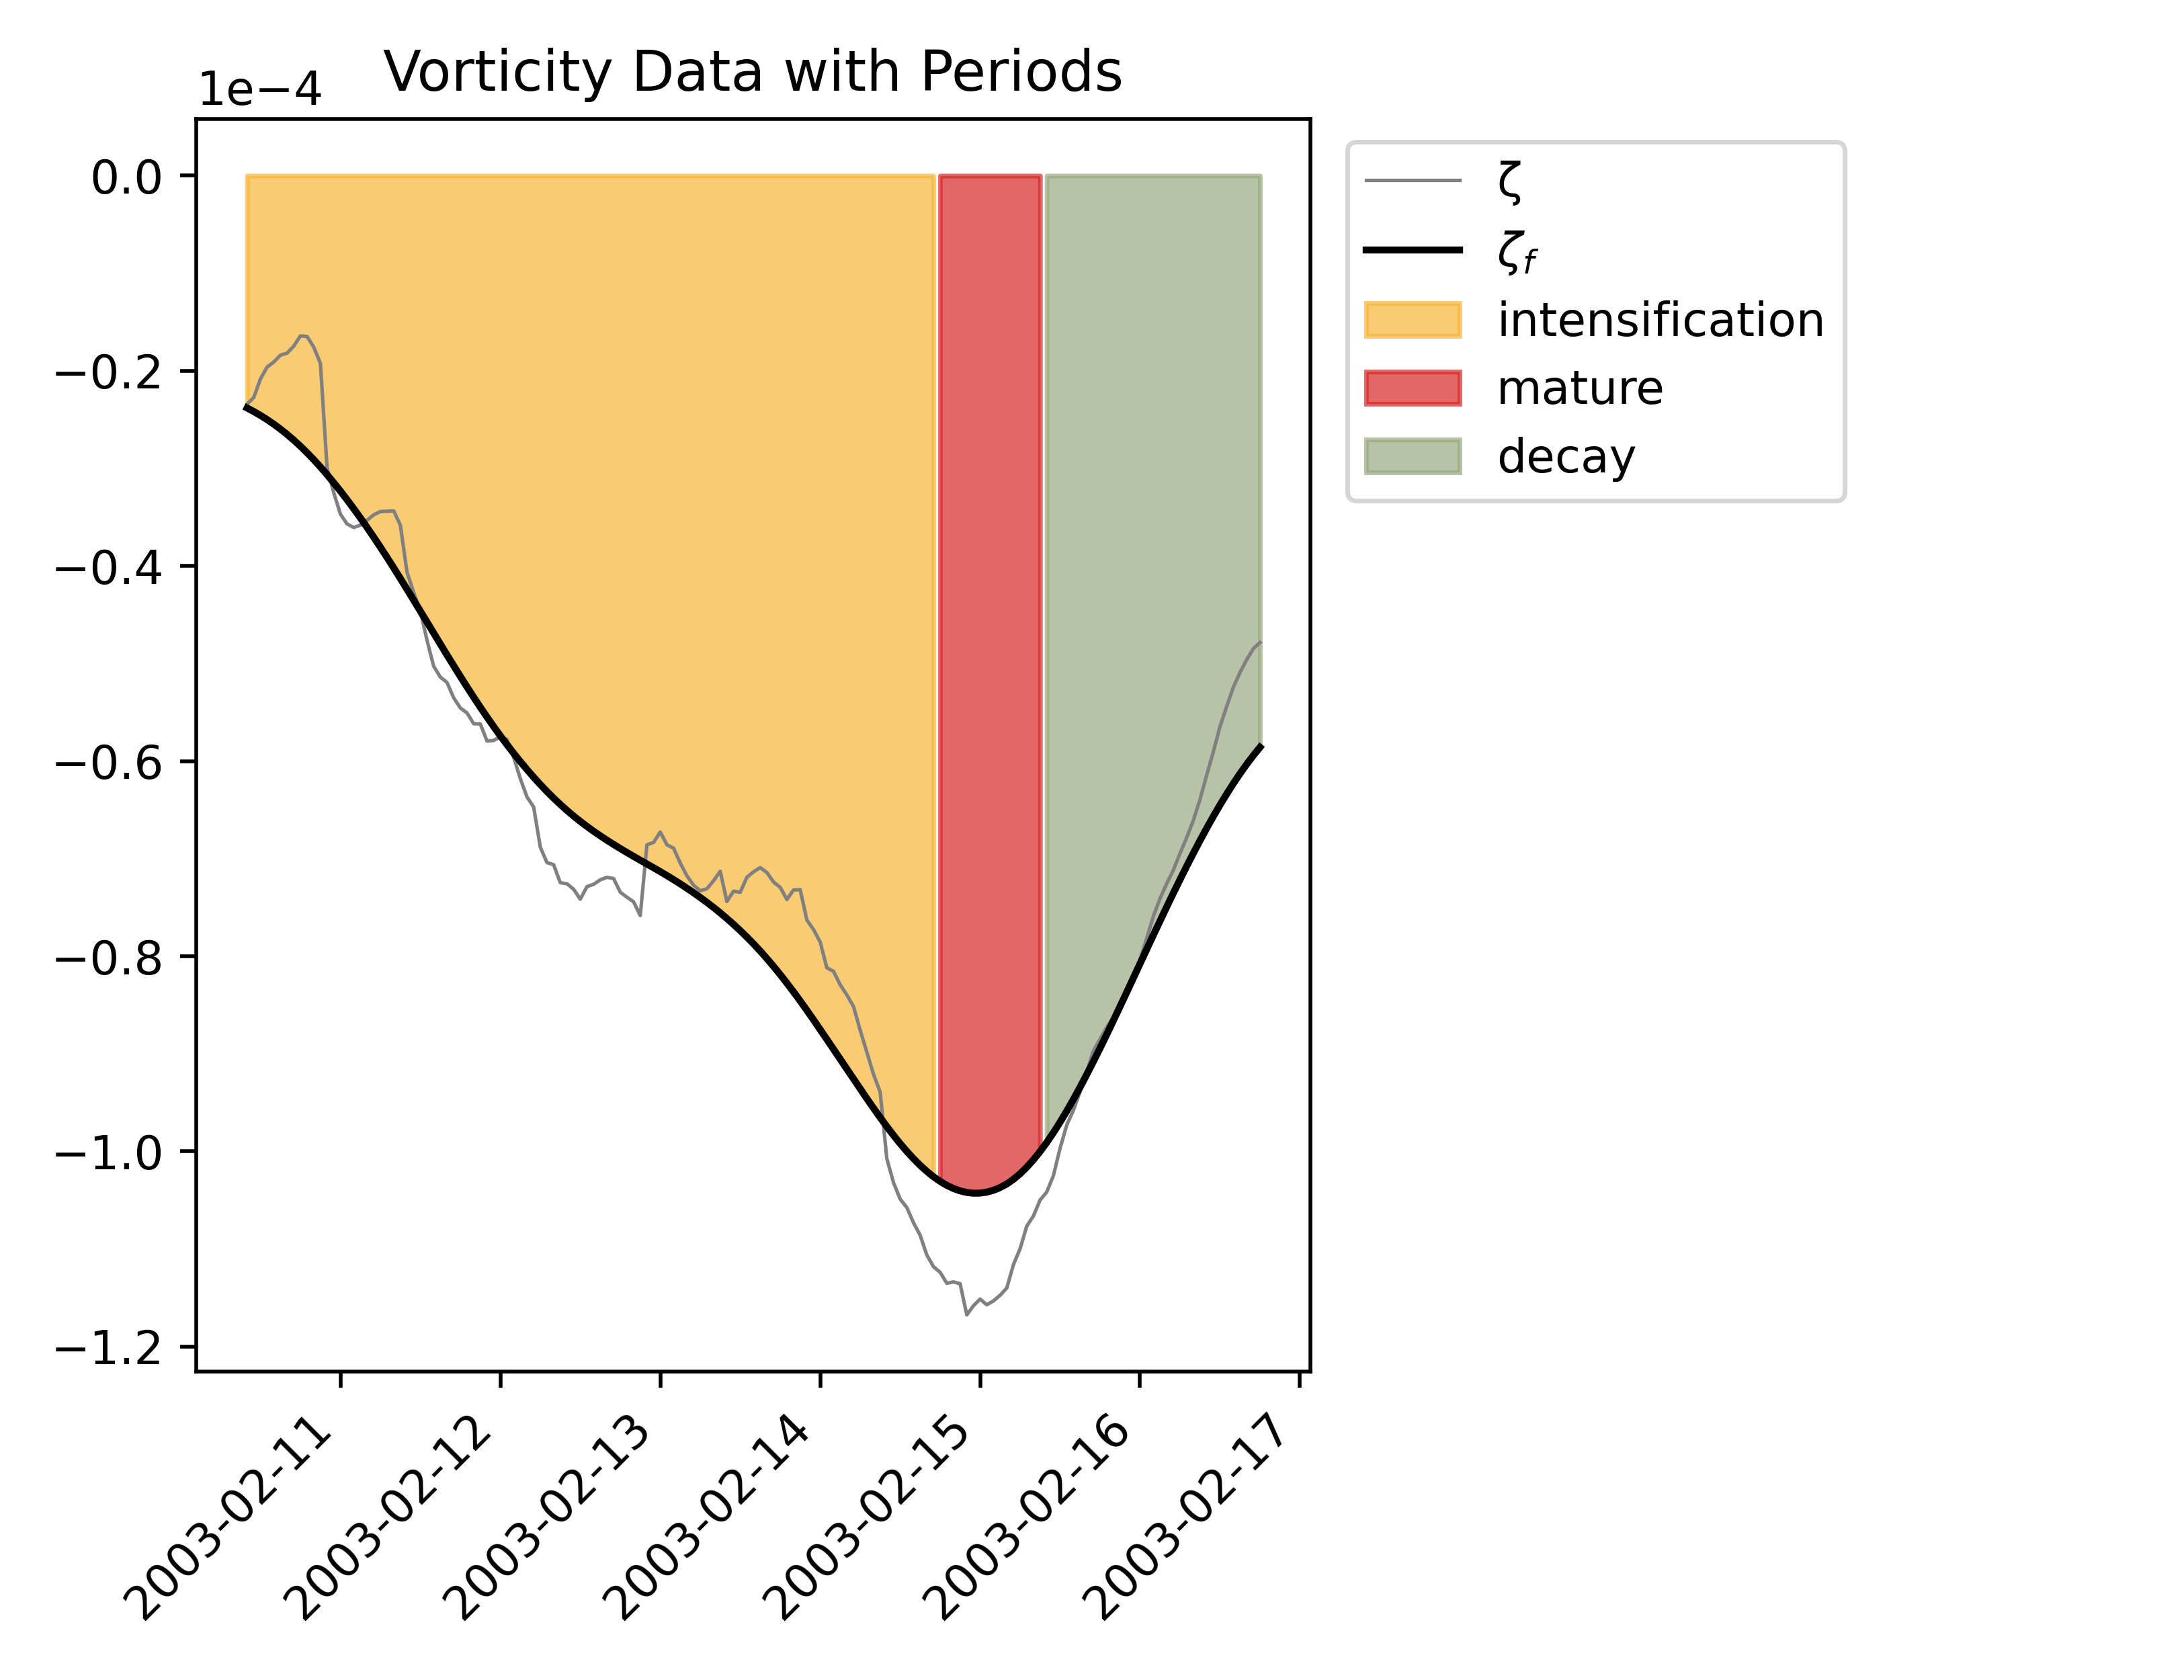 Vorticity Data with Periods
1e−4
0.0
−0.2
−0.4
−0.6
−0.8
−1.0
−1.2
2003-02-11
2003-02-12
2003-02-13
2003-02-14
2003-02-15
2003-02-16
2003-02-17
ζ
ζf
intensification
mature
decay